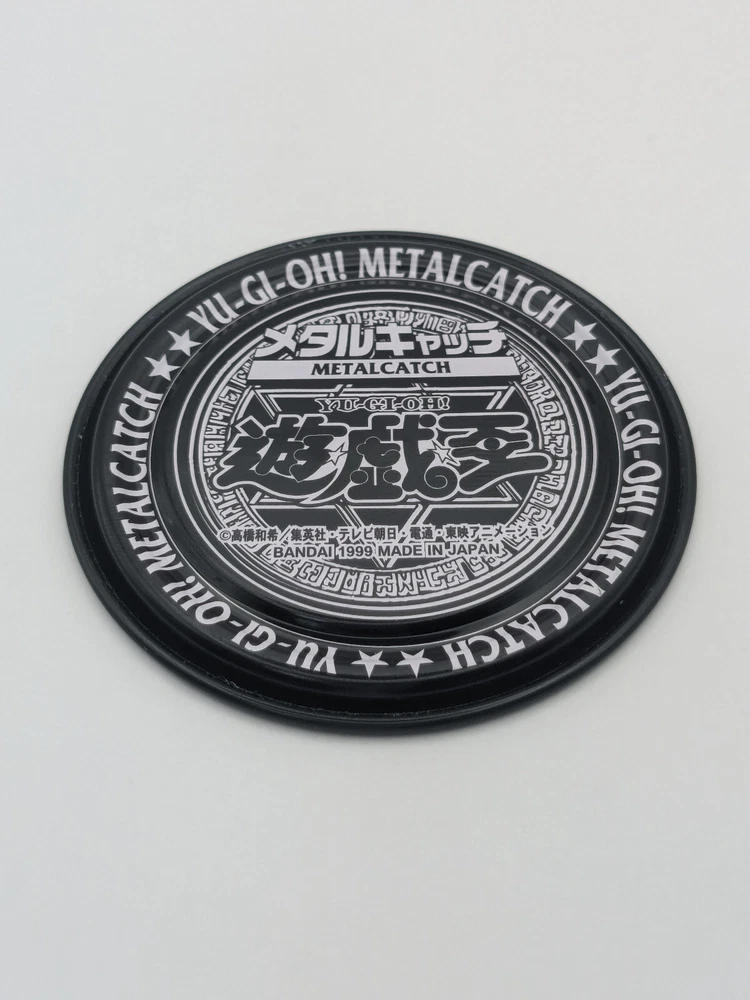 YU-GI-OH! METALCATCH ★★ YU-GI-OH! METALCATCH ★★ YU-GI-OH! METALCATCH ★★
メタルキャッチ
METALCATCH
YU-GI-OH!
遊☆戯☆王
©高橋和希/集英社・テレビ朝日・電通・東映アニメーション
BANDAI 1999 MADE IN JAPAN